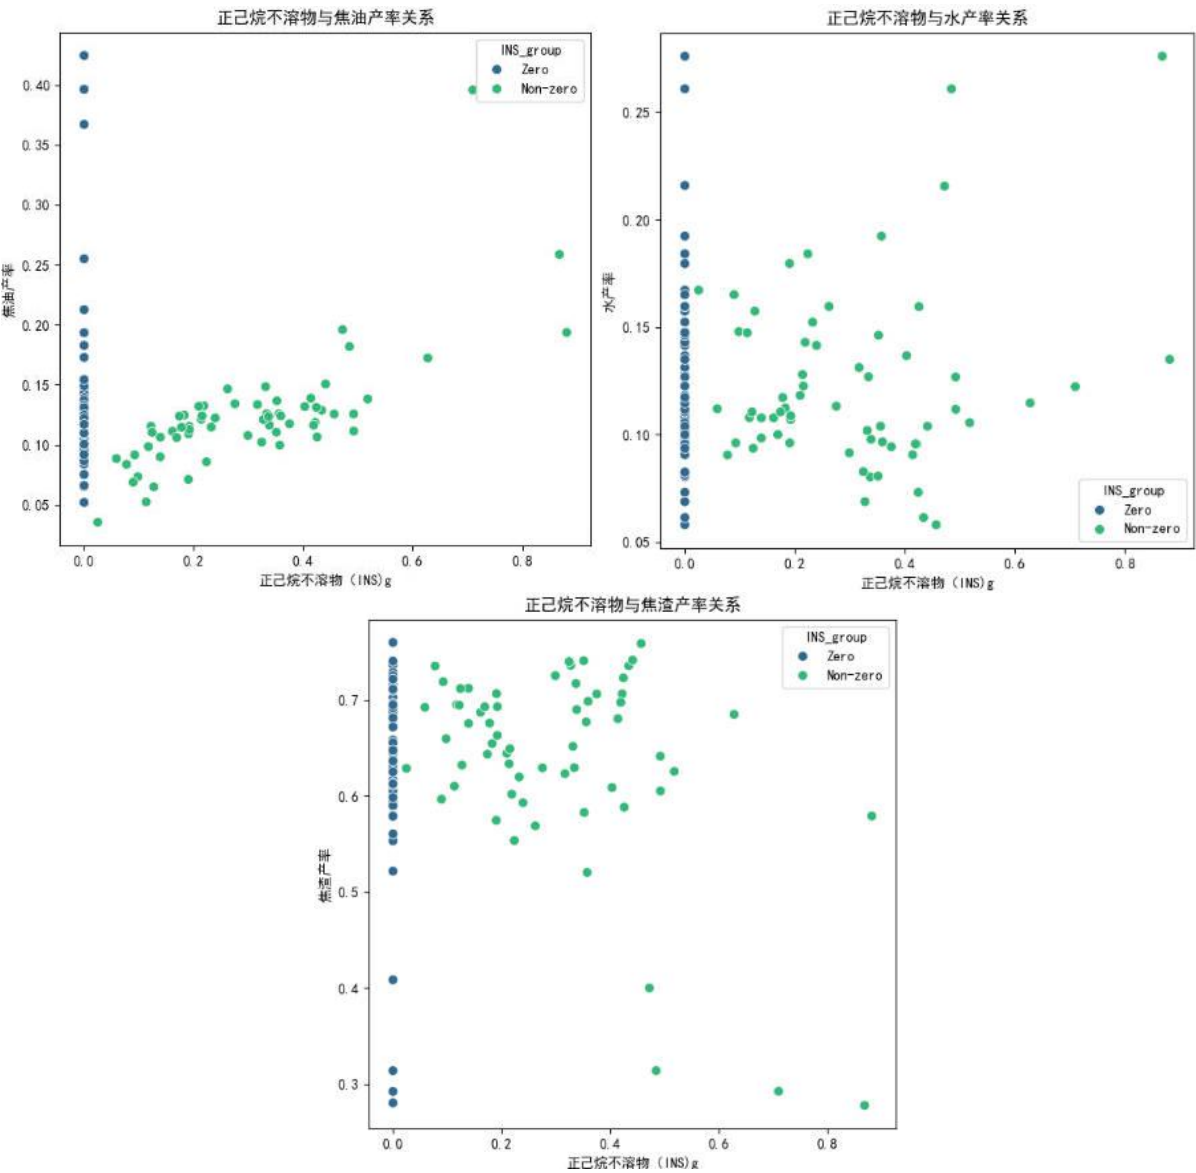 正己烷不溶物与焦油产率关系
INS_group
Zero
Non-zero
0.40
0.35
0.30
0.25
0.20
0.15
0.10
0.05
焦油产率
0.0 0.2 0.4 0.6 0.8
正己烷不溶物（INS)g
正己烷不溶物与水产率关系
0.25
0.20
0.15
0.10
0.05
水产率
INS_group
Zero
Non-zero
0.0 0.2 0.4 0.6 0.8
正己烷不溶物（INS)g
正己烷不溶物与焦渣产率关系
INS_group
Zero
Non-zero
0.7
0.6
0.5
0.4
0.3
焦渣产率
0.0 0.2 0.4 0.6 0.8
正己烷不溶物（INS)g